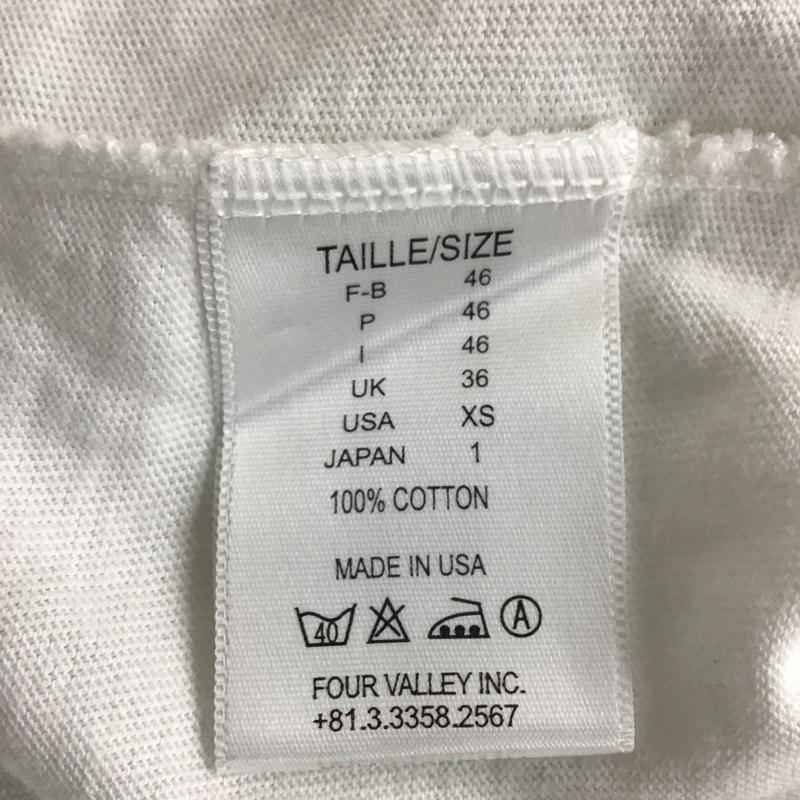 TAILLE/SIZE
F-B 46
P 46
I 46
UK 36
USA XS
JAPAN 1
100% COTTON
MADE IN USA
40 A
FOUR VALLEY INC.
+81.3.3358.2567